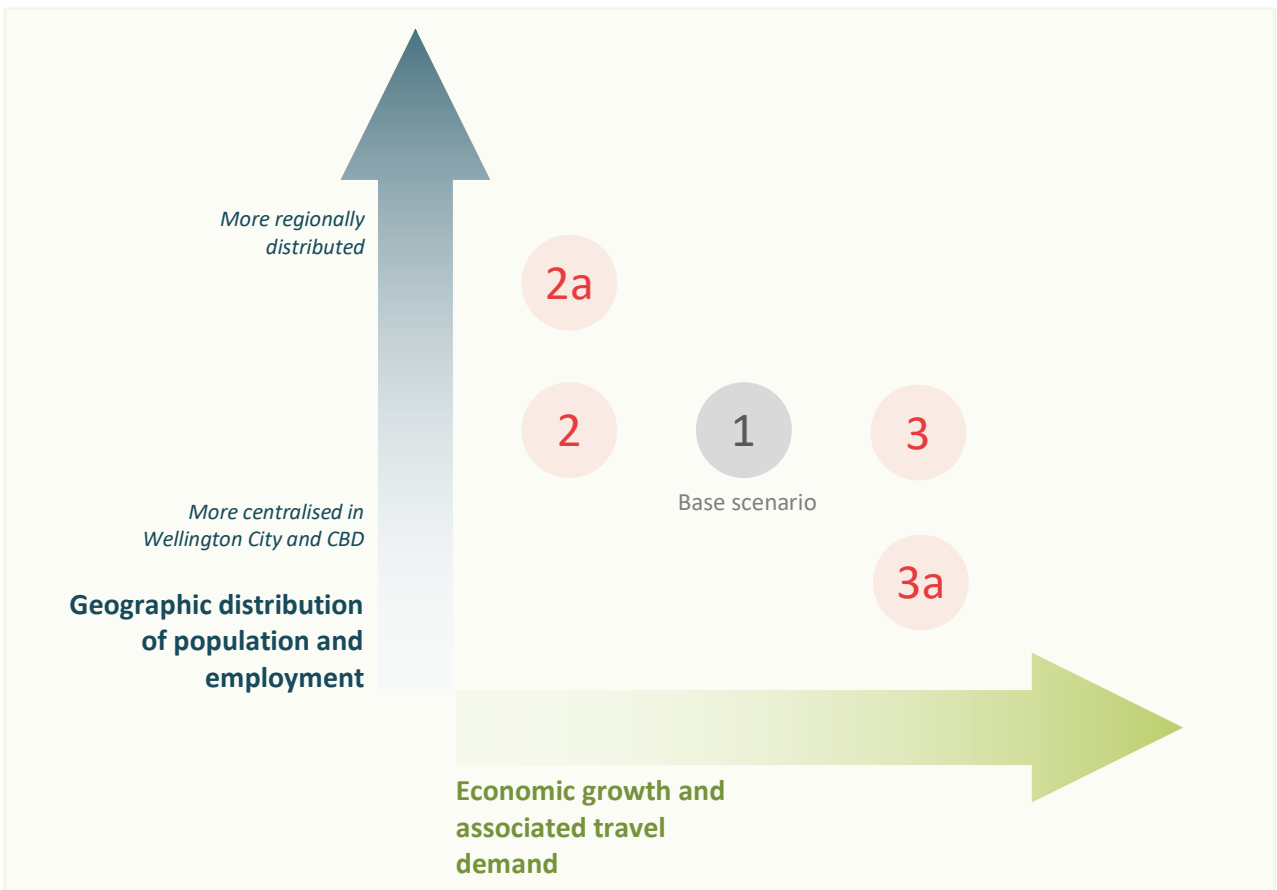 More regionally
distributed
2a
2
1
3
Base scenario
More centralised in
Wellington City and CBD
3a
Geographic distribution
of population and
employment
Economic growth and
associated travel
demand